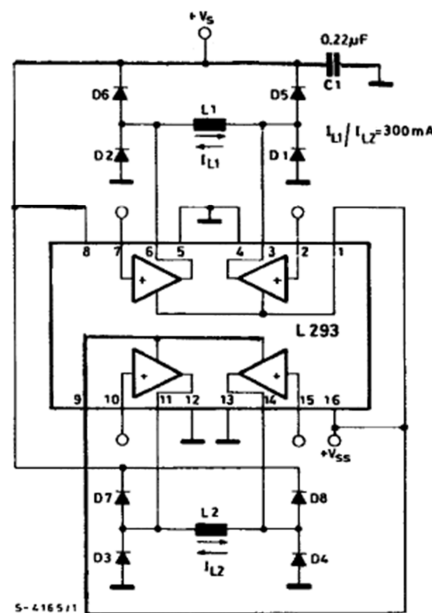 +Vs
0.22µF
C1
D6
D5
L1
IL1/IL2=300mA
D2
IL1
D1
8 7 6 5 4 3 2 1
+ +
L293
+ +
9 10 11 12 13 14 15 16
+VSS
D7
D8
L2
D3
IL2
D4
S-4165/1